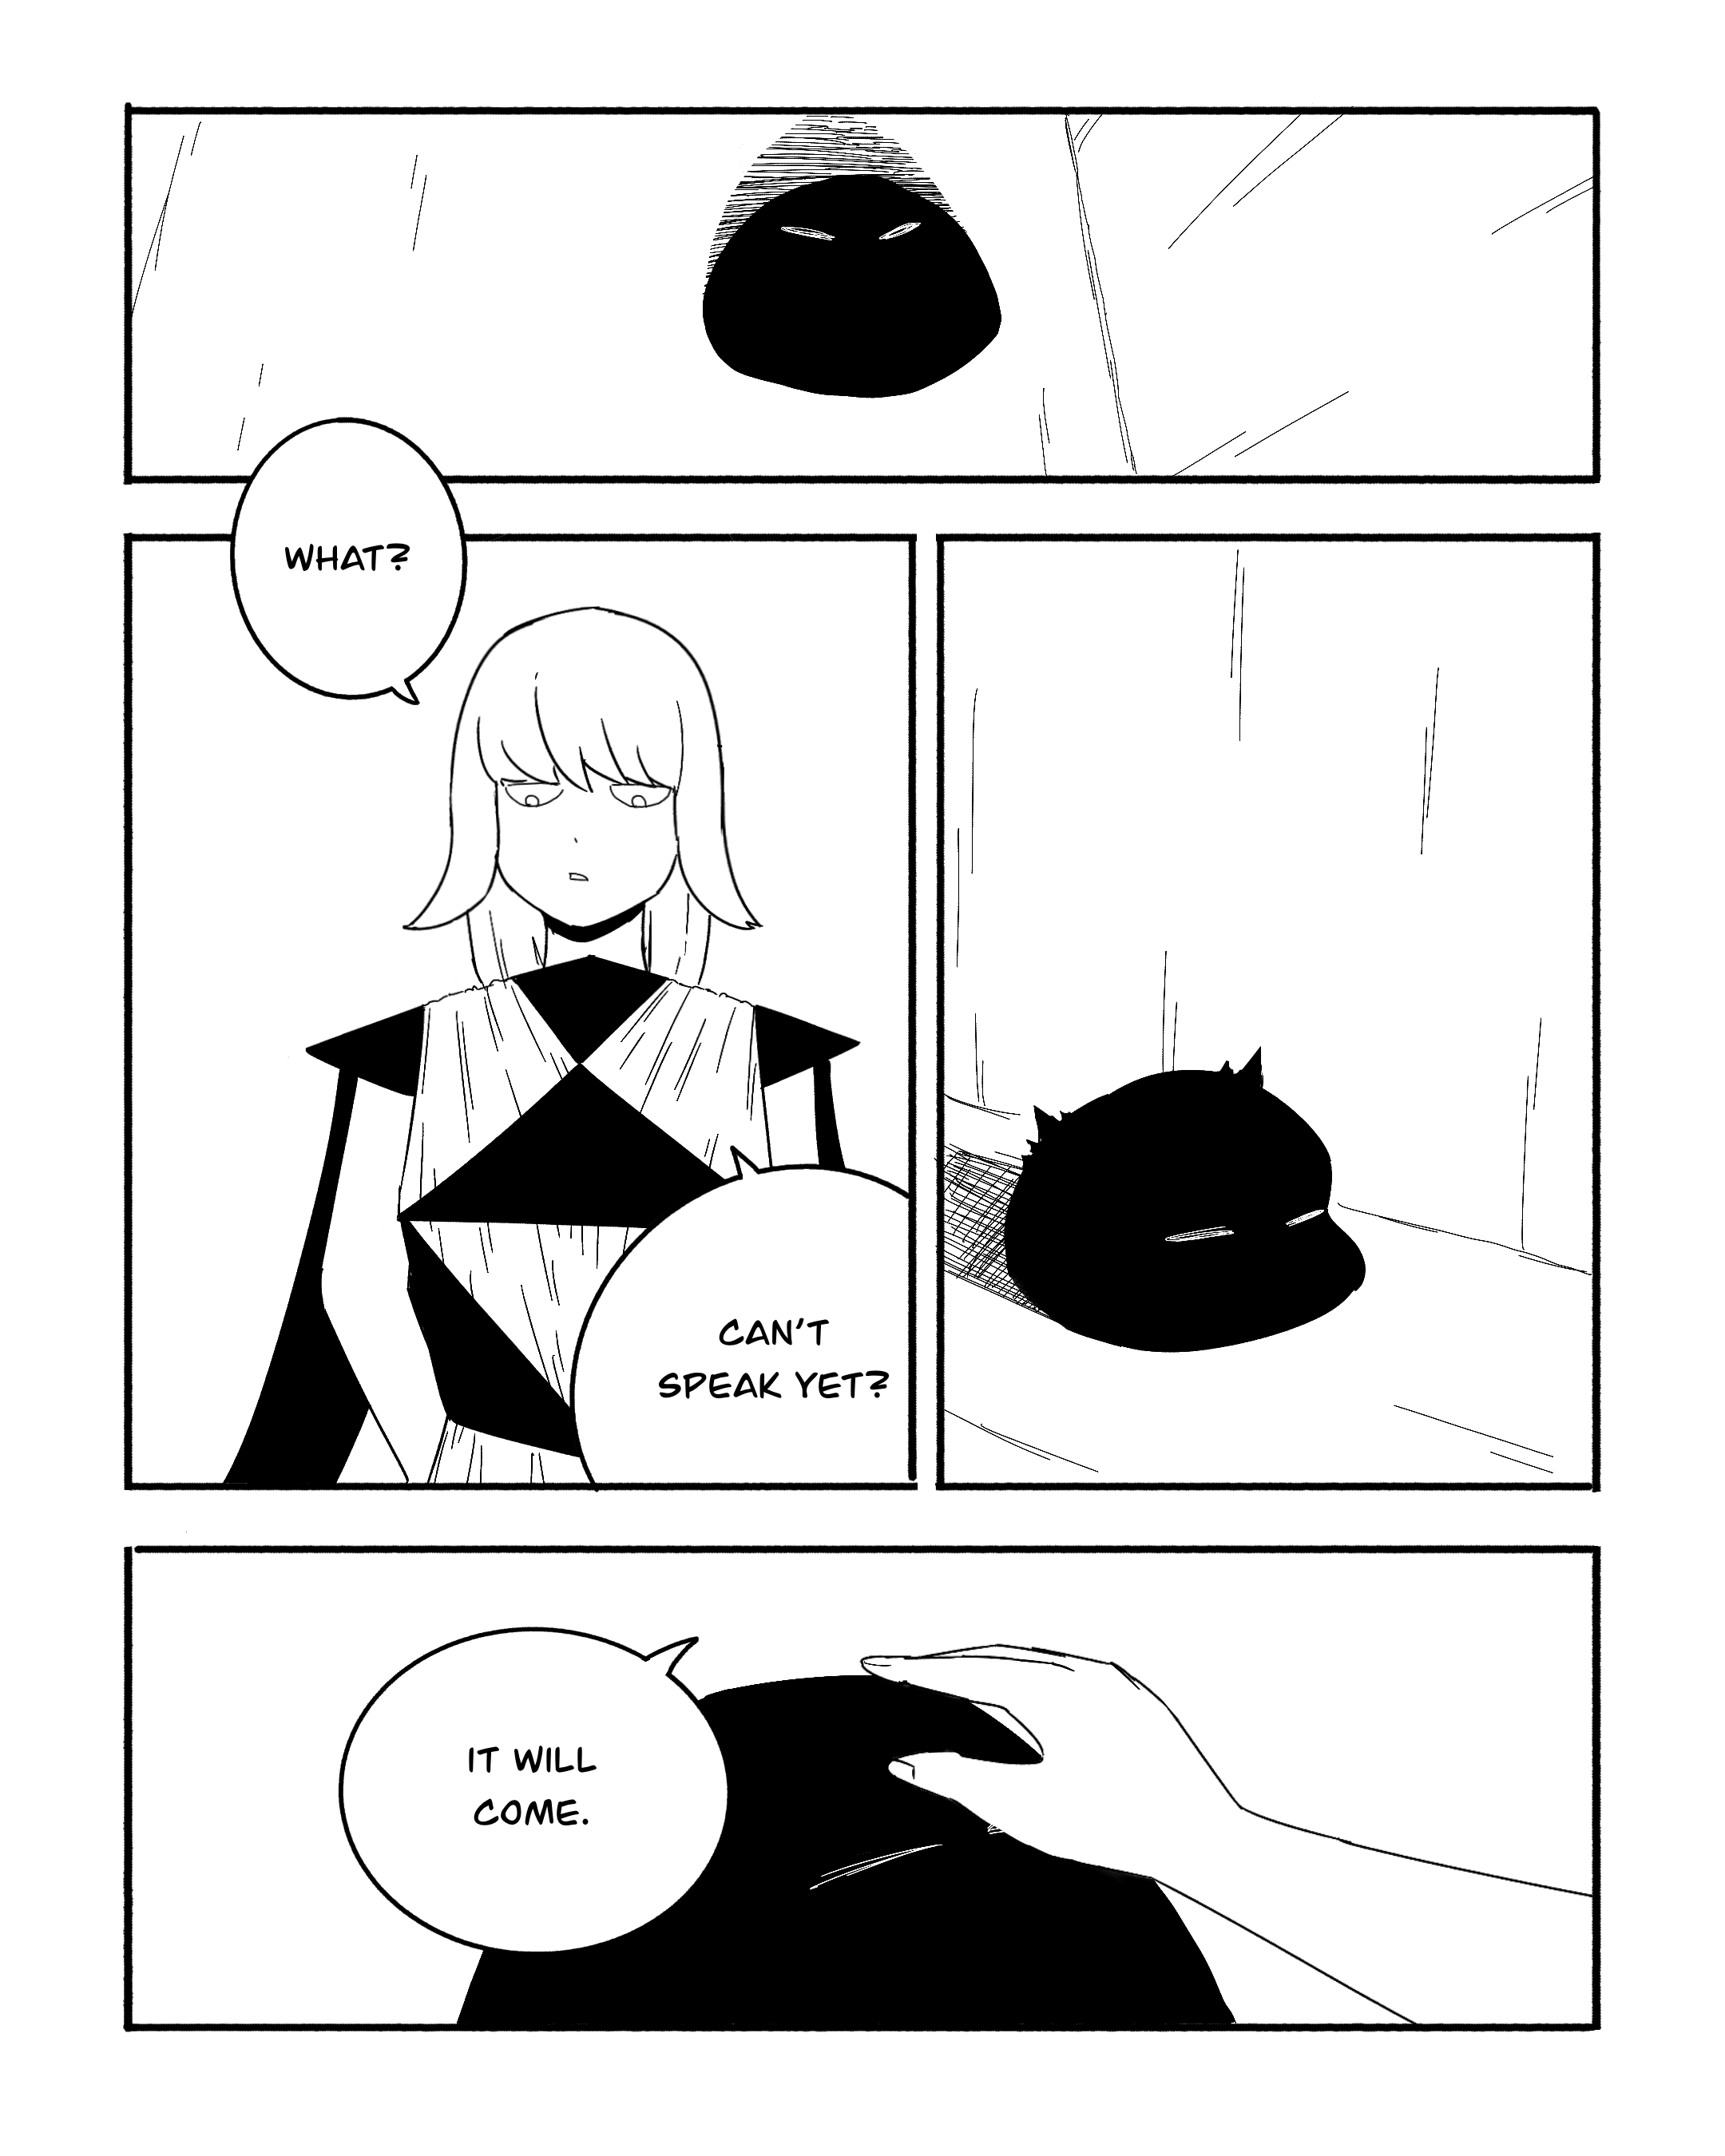 WHAT?
CAN'T
SPEAK YET?
IT WILL
COME.